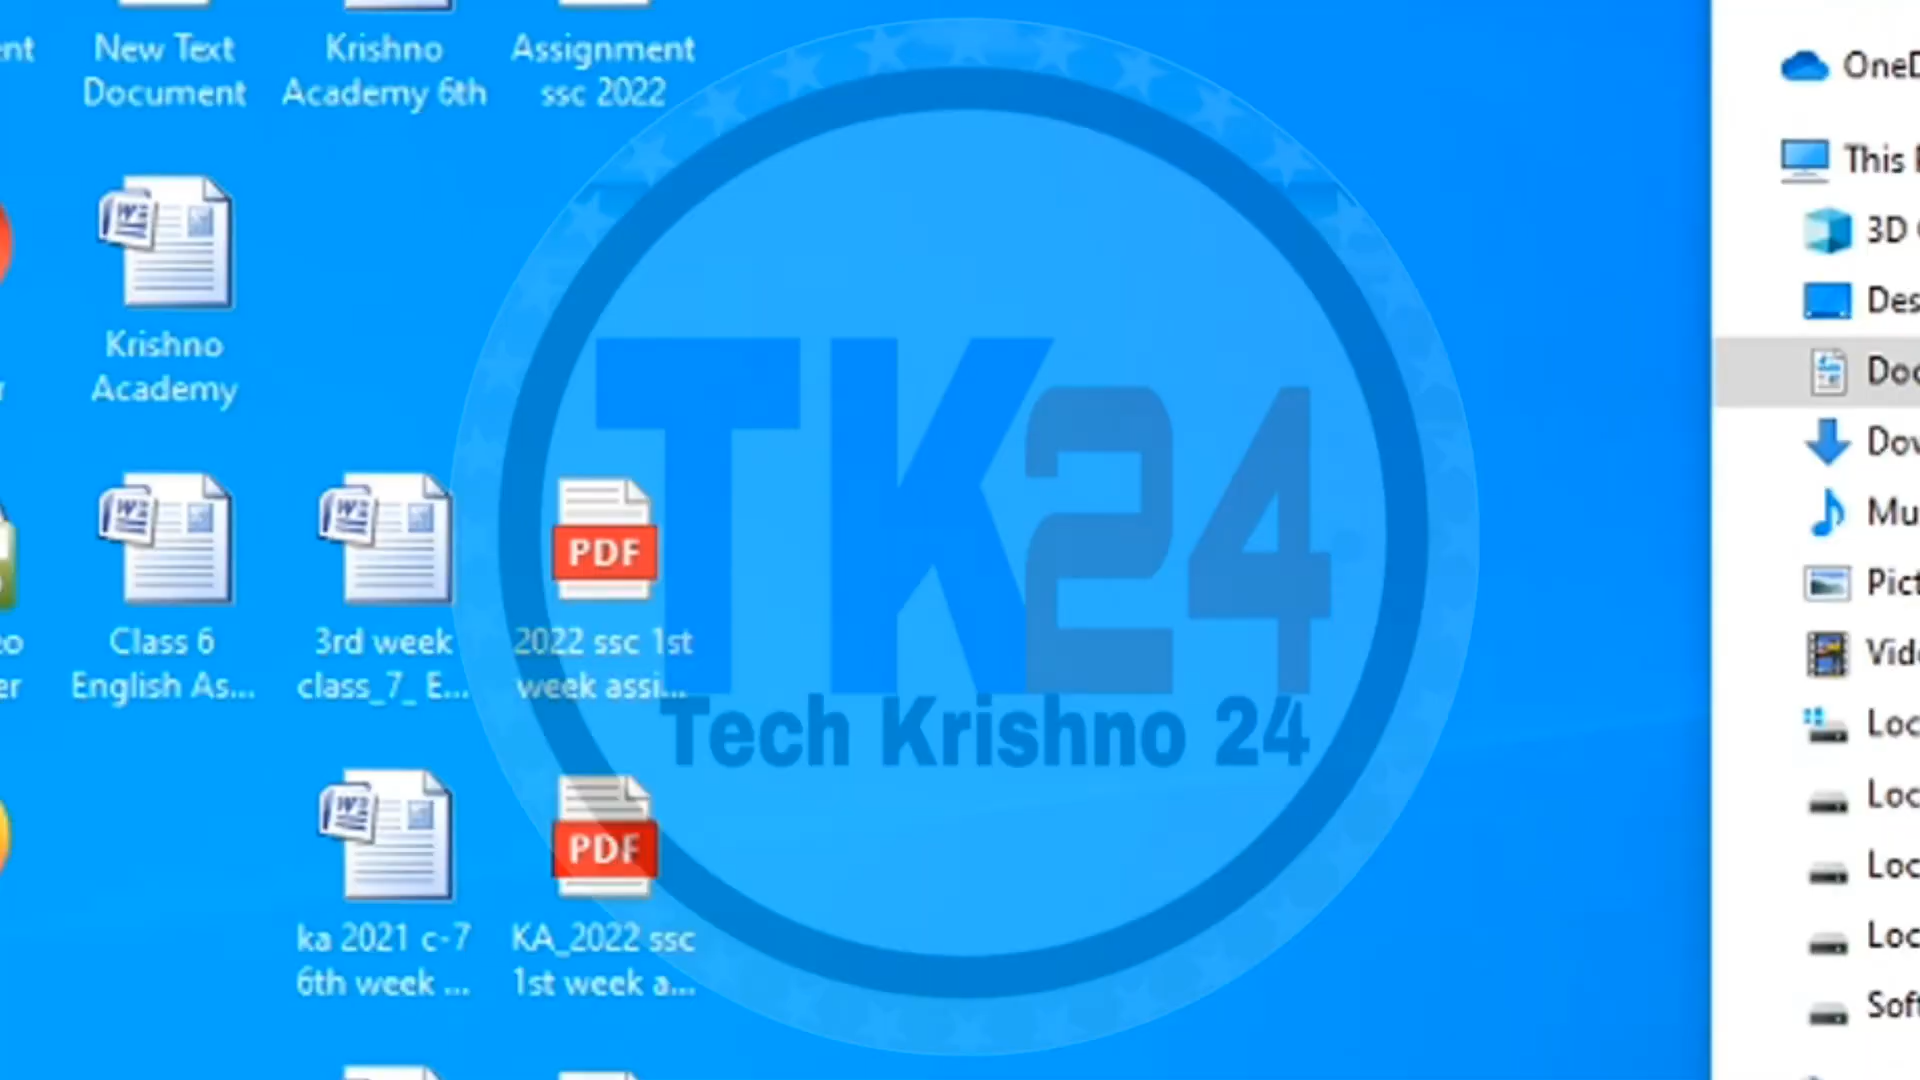 New Text
Document
Krishno
Academy 6th
Assignment
ssc 2022
Krishno
Academy
Class 6
English As...
3rd week
class_7_ E...
PDF
2022 ssc 1st
week assi...
ka 2021 c-7
6th week ...
PDF
KA_2022 ssc
1st week a...
TK24
Tech Krishno 24
OneD
This
3D
Des
Doc
Dov
Mu
Pict
Vide
Loc
Loc
Loc
Loc
Soft